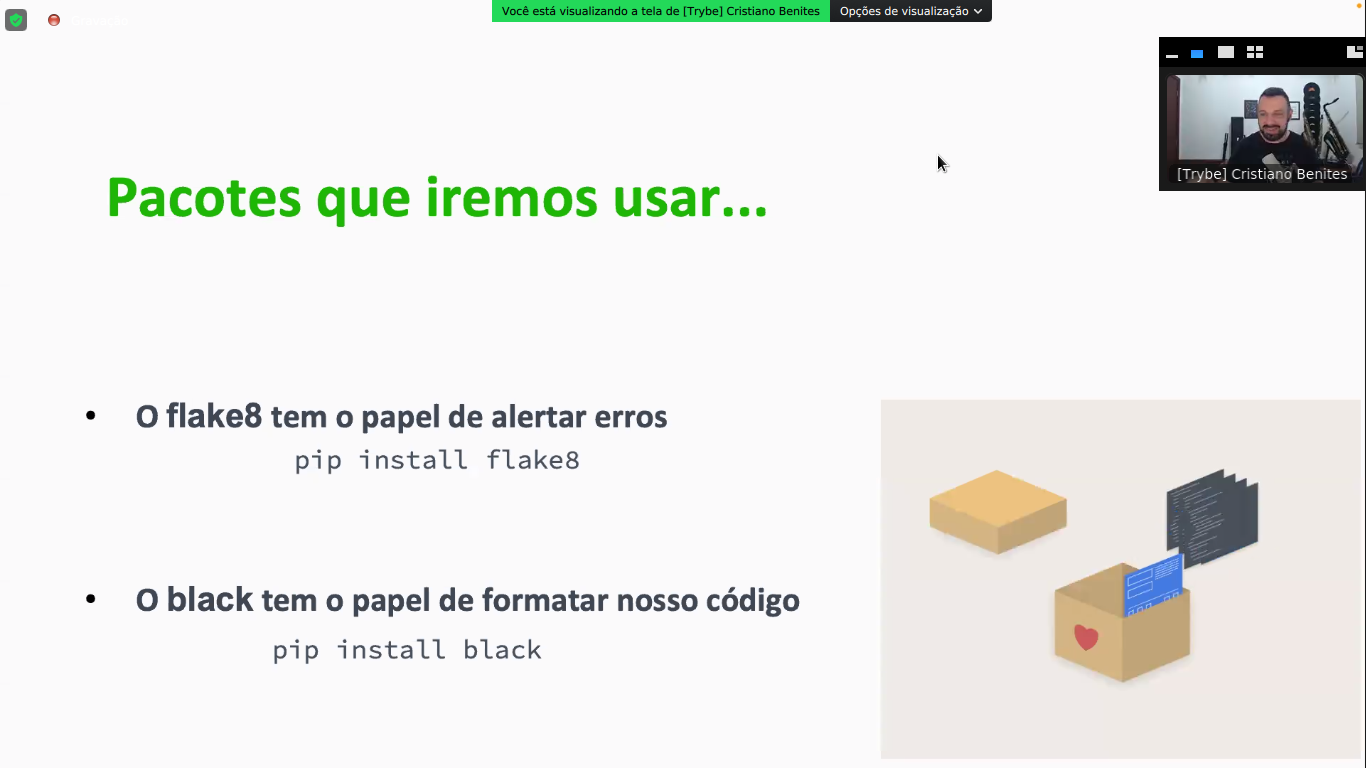 Você está visualizando a tela de [Trybe] Cristiano Benites
Opções de visualização
[Trybe] Cristiano Benites
Pacotes que iremos usar...
• O flake8 tem o papel de alertar erros
pip install flake8
• O black tem o papel de formatar nosso código
pip install black